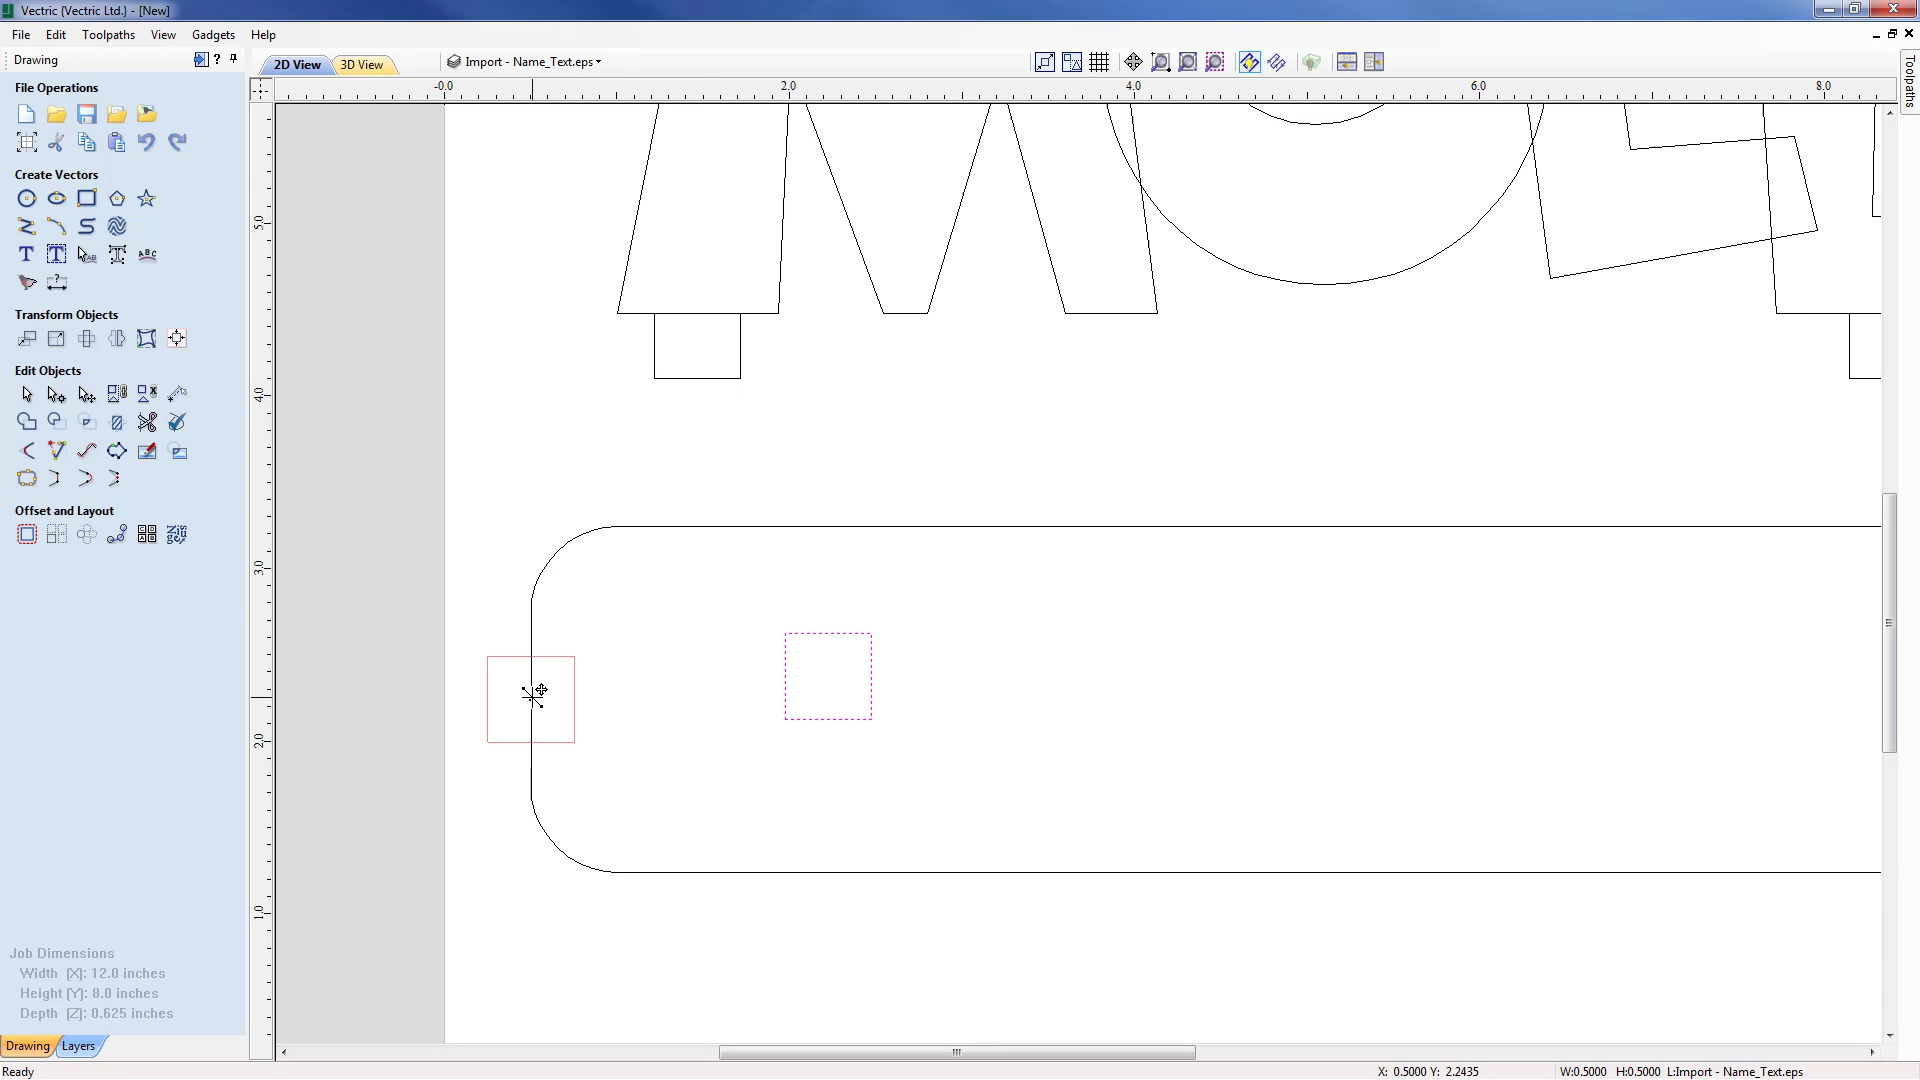 Vectric {Vectric Ltd.} - [New]
File Edit Toolpaths View Gadgets Help
Drawing
2D View
3D View
Import - Name_Text.eps
Toolpaths
File Operations
Create Vectors
Transform Objects
Edit Objects
Offset and Layout
-0.0 2.0 4.0 6.0 8.0
5.0
4.0
3.0
2.0
1.0
Job Dimensions
Width (X): 12.0 inches
Height (Y): 8.0 inches
Depth (Z): 0.625 inches
Drawing Layers
Ready
X: 0.5000 Y: 2.2435
W:0.5000 H:0.5000 L:Import - Name_Text.eps